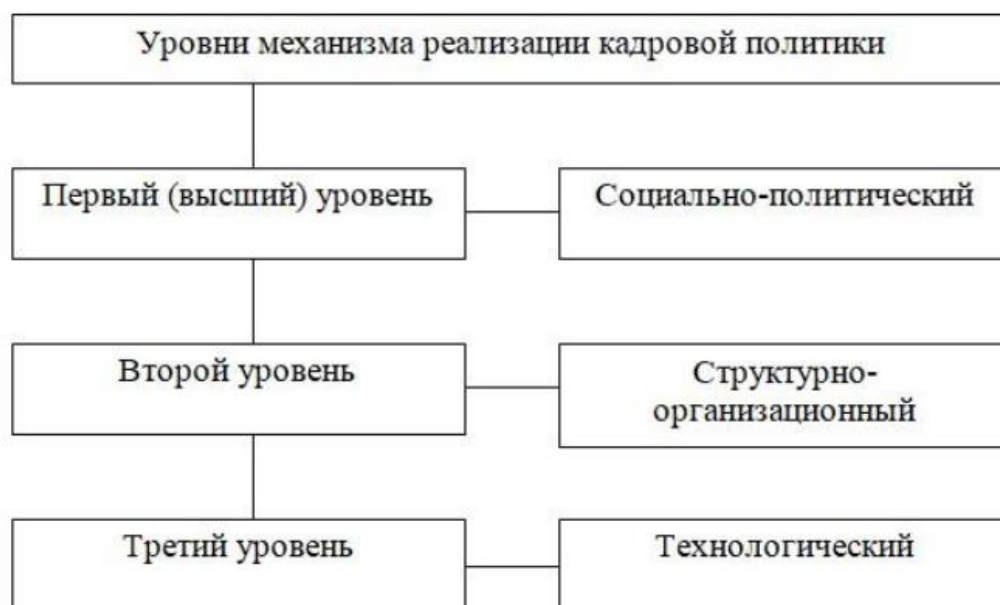 Уровни механизма реализации кадровой политики
Первый (высший) уровень
Социально-политический
Второй уровень
Структурно-
организационный
Третий уровень
Технологический